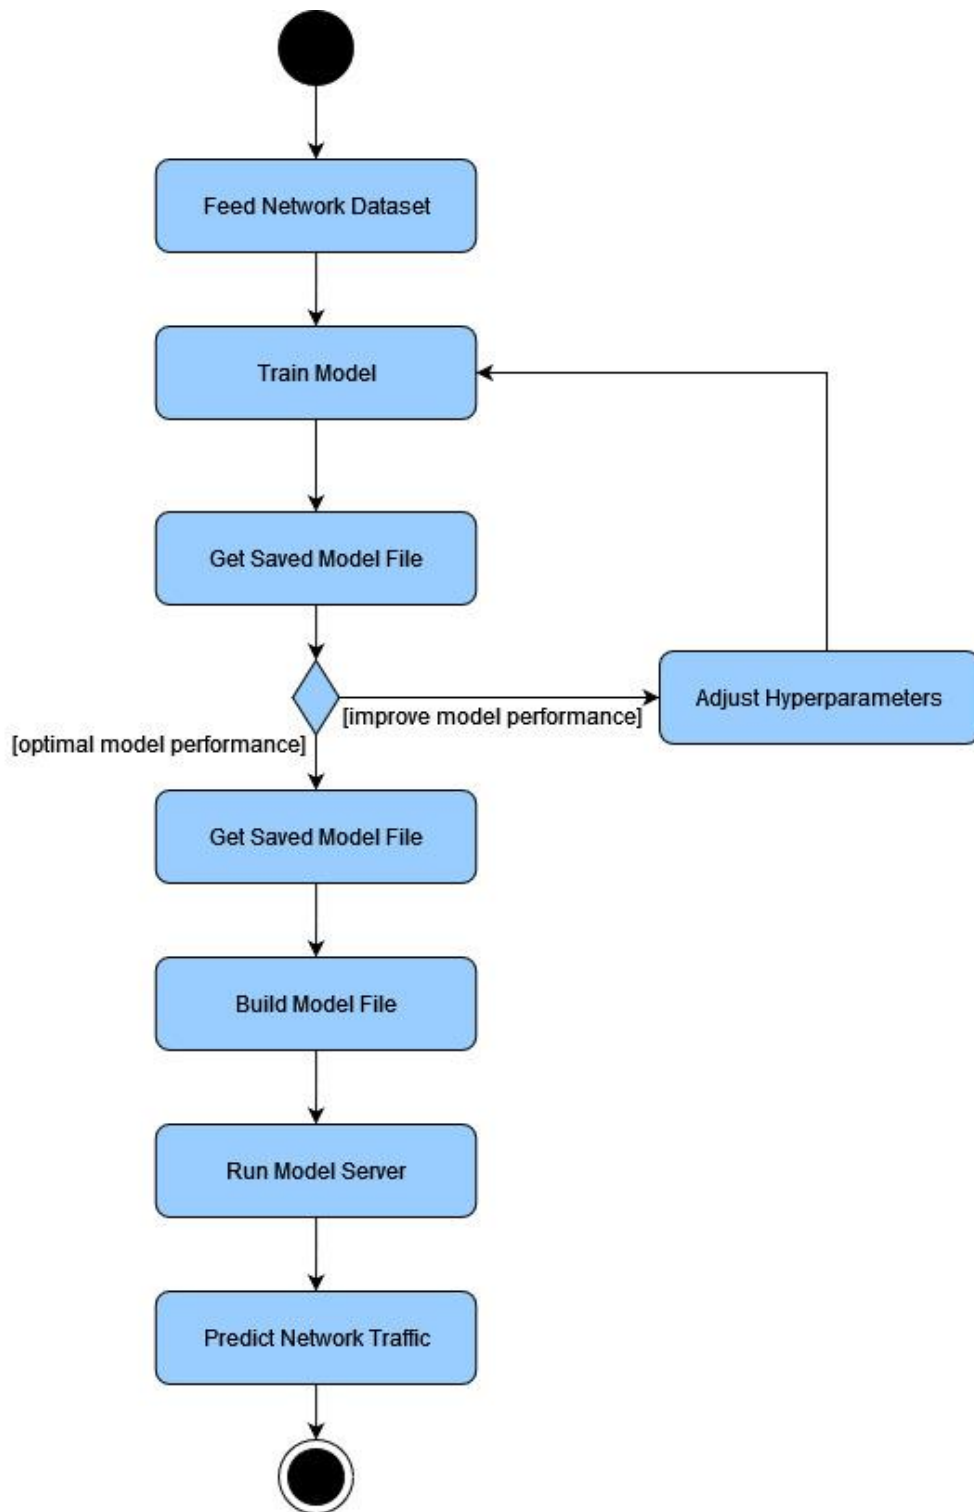 Feed Network Dataset
Train Model
Get Saved Model File
Adjust Hyperparameters
[improve model performance]
[optimal model performance]
Get Saved Model File
Build Model File
Run Model Server
Predict Network Traffic